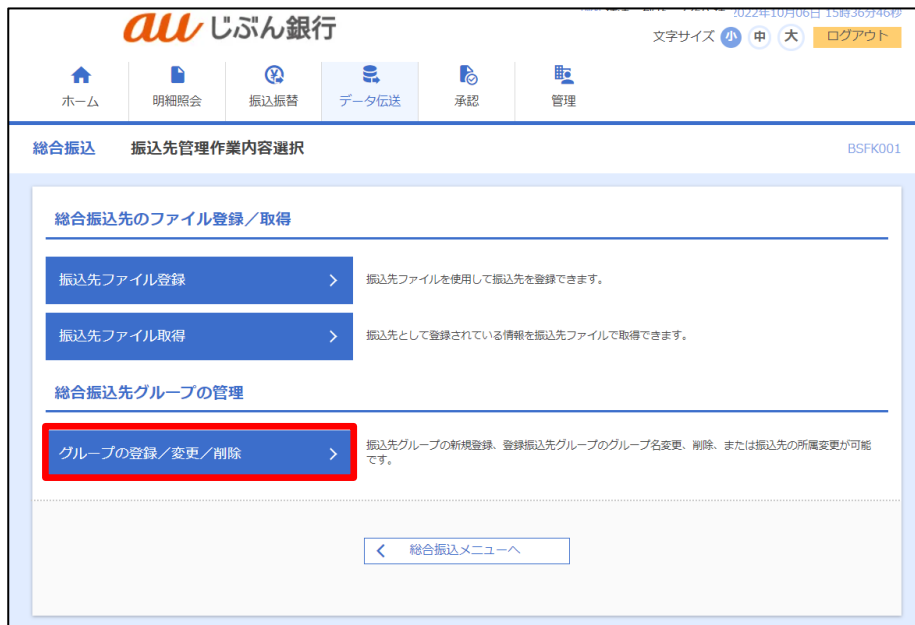 2022年10月06日 15時36分46秒
au じぶん銀行
文字サイズ 小 中 大 ログアウト
ホーム 明細照会 振込振替 データ伝送 承認 管理
総合振込 振込先管理作業内容選択 BSFK001
総合振込先のファイル登録／取得
振込先ファイル登録
振込先ファイルを使用して振込先を登録できます。
振込先ファイル取得
振込先として登録されている情報を振込先ファイルで取得できます。
総合振込先グループの管理
グループの登録／変更／削除
振込先グループの新規登録、登録振込先グループのグループ名変更、削除、または振込先の所属変更が可能
です。
総合振込メニューへ